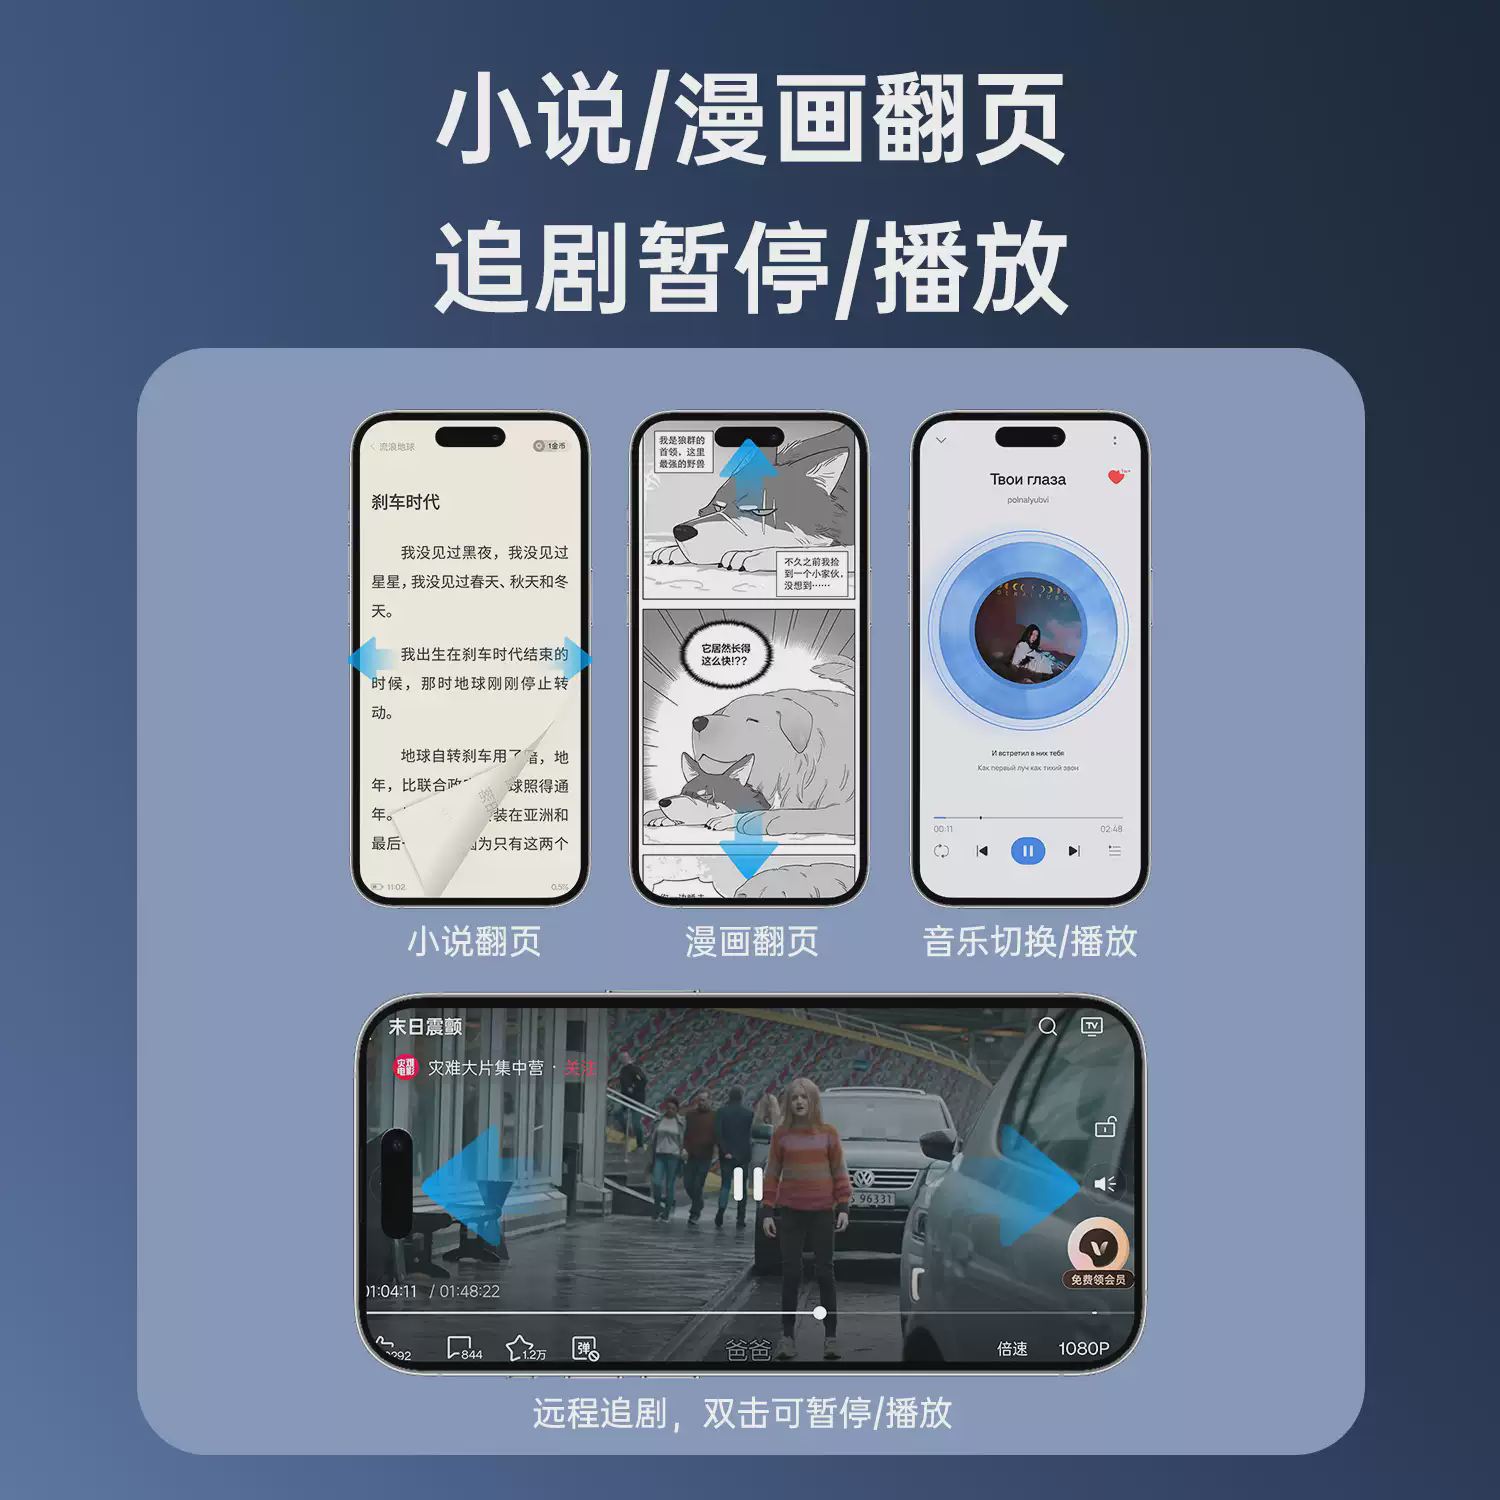 小说/漫画翻页
追剧暂停/播放
流浪地球
1金币
刹车时代
我没见过黑夜，我没见过
星星，我没见过春天、秋天和冬
天。
我出生在刹车时代结束的
时候，那时地球刚刚停止转
动。
地球自转刹车用了
，地
年，比联合政
球照得通
年。
装在亚洲和
最后一
因为只有这两个
11:02
0.5%
小说翻页
我是狼群的
首领，这里
最强的野兽
不久之前我捡
到一个小家伙，
没想到……
它居然长得
这么快!??
漫画翻页
Твои глаза
polnalyubvi
И встретил в них тебя
Как первый луч как тихий звон
00:11
02:48
音乐切换/播放
末日震颤
灾难
电影
灾难大片集中营 · 关注
TV
96331
免费领会员
01:04:11 / 01:48:22
292
844
1.2万
弹
爸爸
倍速
1080P
远程追剧，双击可暂停/播放